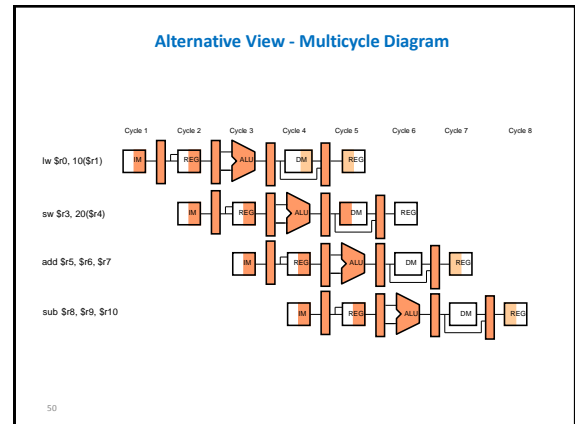 Alternative View - Multicycle Diagram
Cycle 1 Cycle 2 Cycle 3 Cycle 4 Cycle 5 Cycle 6 Cycle 7 Cycle 8
lw $r0, 10($r1) IM REG ALU DM REG
sw $r3, 20($r4) IM REG ALU DM REG
add $r5, $r6, $r7 IM REG ALU DM REG
sub $r8, $r9, $r10 IM REG ALU DM REG
50